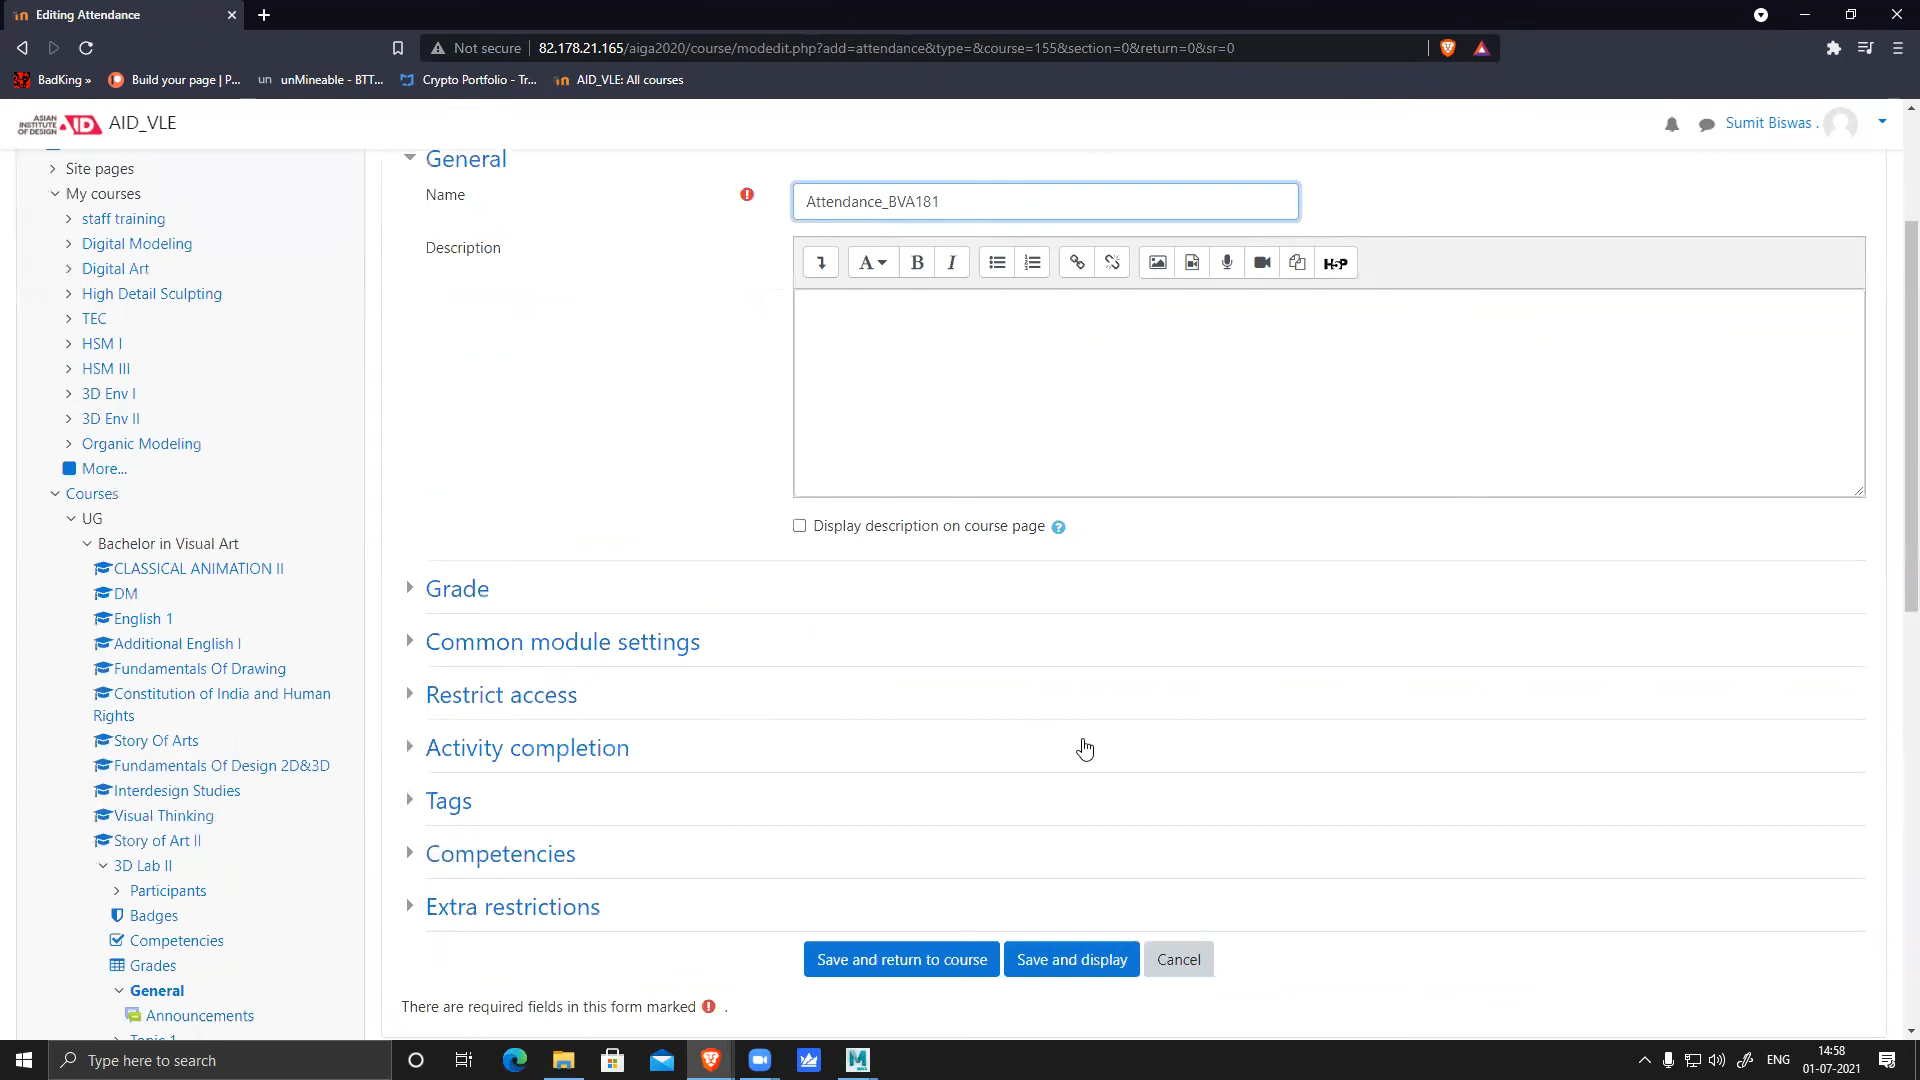 Editing Attendance
Not secure
82.178.21.165/aiga2020/course/modedit.php?add=attendance&type=&course=155&section=0&return=0&sr=0
BadKing »
Build your page | P...
un unMineable - BTT...
Crypto Portfolio - Tr...
AID_VLE: All courses
ASIAN INSTITUTE OF DESIGN AID
AID_VLE
Sumit Biswas .
Site pages
My courses
staff training
Digital Modeling
Digital Art
High Detail Sculpting
TEC
HSM I
HSM III
3D Env I
3D Env II
Organic Modeling
More...
Courses
UG
Bachelor in Visual Art
CLASSICAL ANIMATION II
DM
English 1
Additional English I
Fundamentals Of Drawing
Constitution of India and Human
Rights
Story Of Arts
Fundamentals Of Design 2D&3D
Interdesign Studies
Visual Thinking
Story of Art II
3D Lab II
Participants
Badges
Competencies
Grades
General
Announcements
General
Name
Attendance_BVA181
Description
A B I H-P
Display description on course page
Grade
Common module settings
Restrict access
Activity completion
Tags
Competencies
Extra restrictions
Save and return to course
Save and display
Cancel
There are required fields in this form marked .
Type here to search
ENG
14:58
01-07-2021